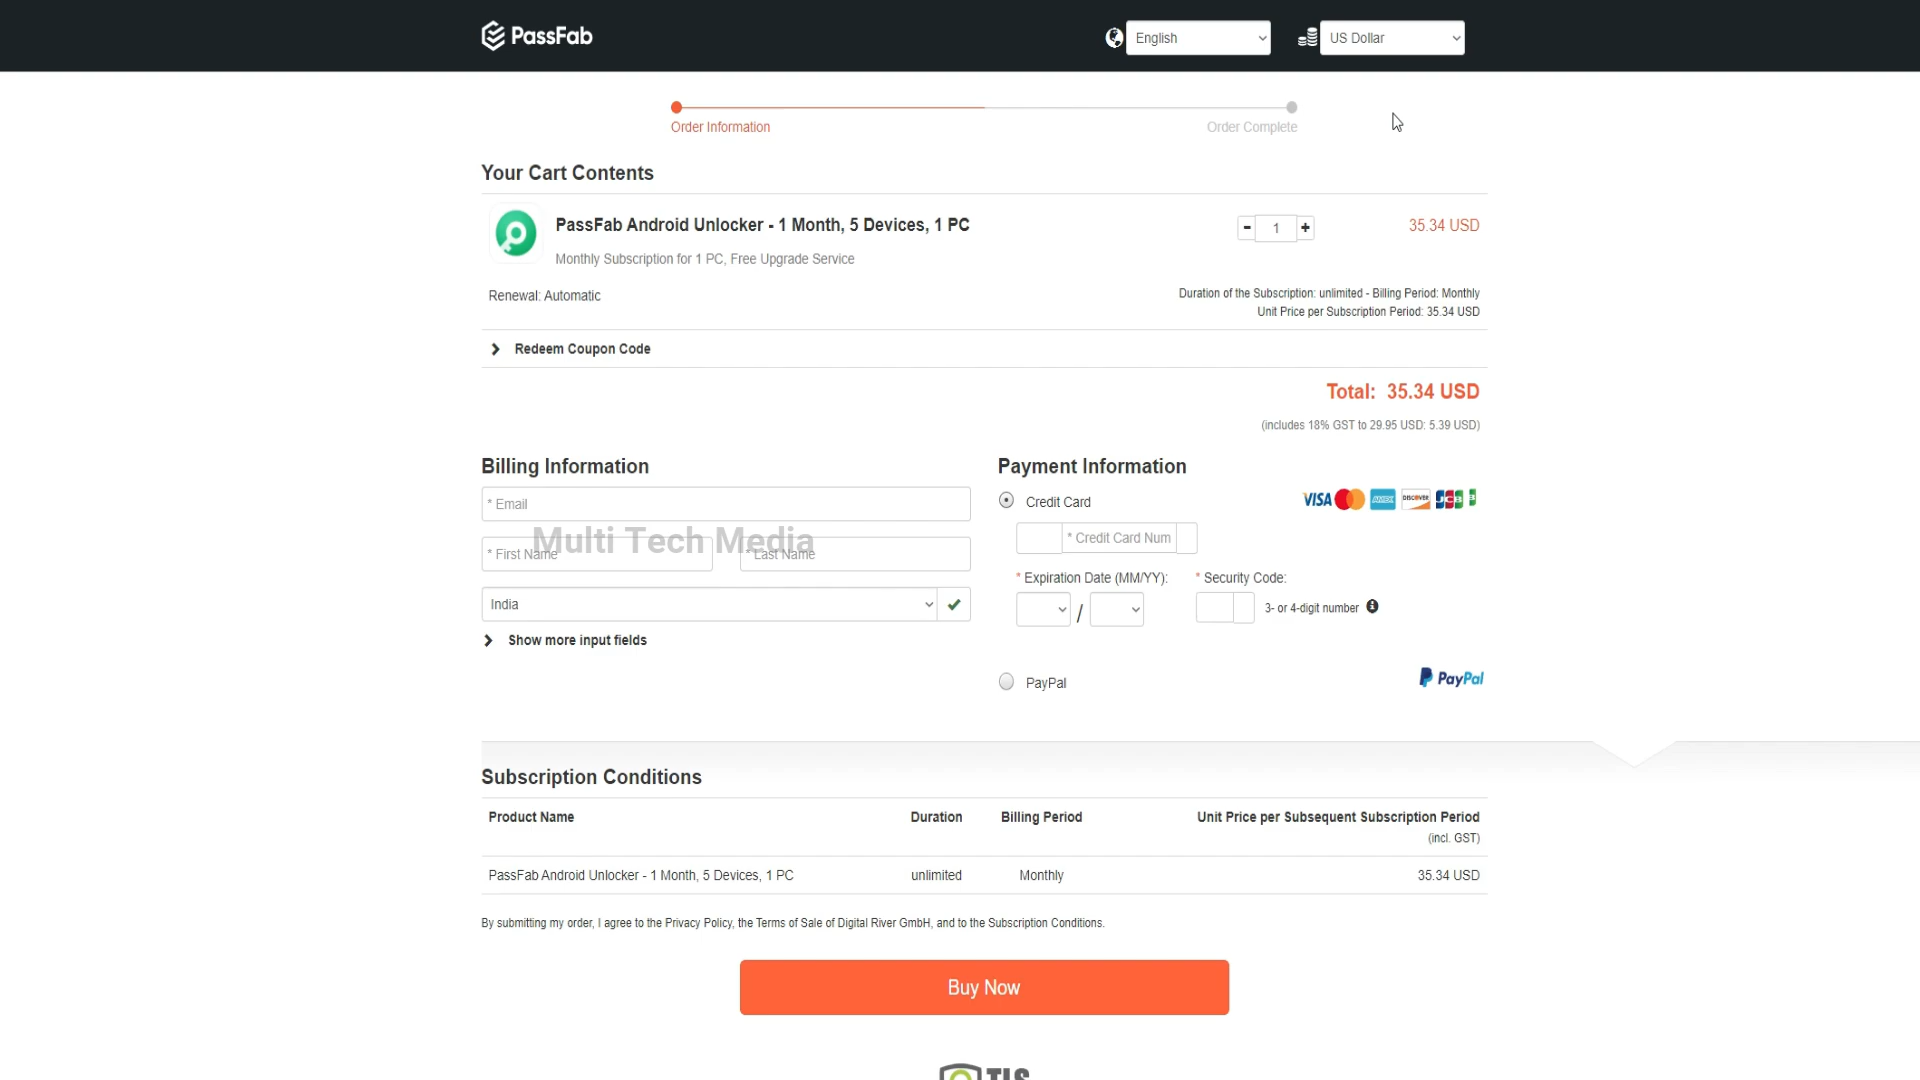 PassFab
English
US Dollar
Order Information
Order Complete
Your Cart Contents
PassFab Android Unlocker - 1 Month, 5 Devices, 1 PC
- 1 +
35.34 USD
Monthly Subscription for 1 PC, Free Upgrade Service
Renewal: Automatic
Duration of the Subscription: unlimited - Billing Period: Monthly
Unit Price per Subscription Period: 35.34 USD
Redeem Coupon Code
Total: 35.34 USD
(includes 18% GST to 29.95 USD: 5.39 USD)
Billing Information
* Email
Multi Tech Media
* First Name
* Last Name
India
Show more input fields
Payment Information
Credit Card
VISA
AMEX
DISCOVER
JCB
* Credit Card Num
* Expiration Date (MM/YY):
* Security Code:
/
3- or 4-digit number
PayPal
PayPal
Subscription Conditions
Product Name Duration Billing Period Unit Price per Subsequent Subscription Period
(incl. GST)
PassFab Android Unlocker - 1 Month, 5 Devices, 1 PC unlimited Monthly 35.34 USD
By submitting my order, I agree to the Privacy Policy, the Terms of Sale of Digital River GmbH, and to the Subscription Conditions.
Buy Now
TLS